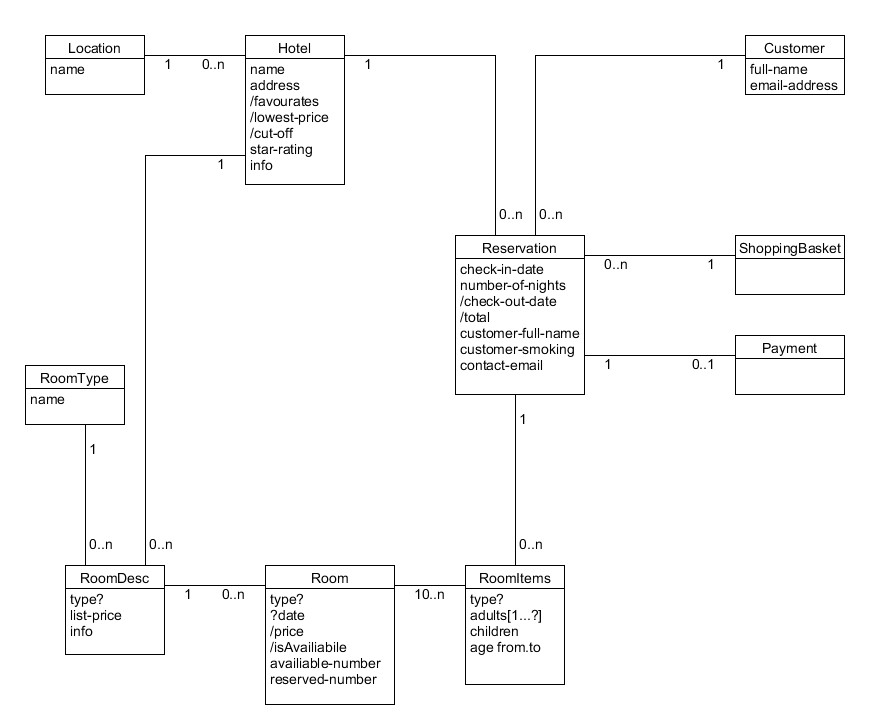 Location
name
1
0..n
Hotel
name
address
/favourates
/lowest-price
/cut-off
star-rating
info
1
1
Customer
full-name
email-address
1
0..n
0..n
Reservation
check-in-date
number-of-nights
/check-out-date
/total
customer-full-name
customer-smoking
contact-email
0..n
1
ShoppingBasket
1
0..1
Payment
RoomType
name
1
1
0..n
0..n
0..n
RoomDesc
type?
list-price
info
1
0..n
Room
type?
?date
/price
/isAvailiabile
availiable-number
reserved-number
10..n
RoomItems
type?
adults[1...?]
children
age from.to